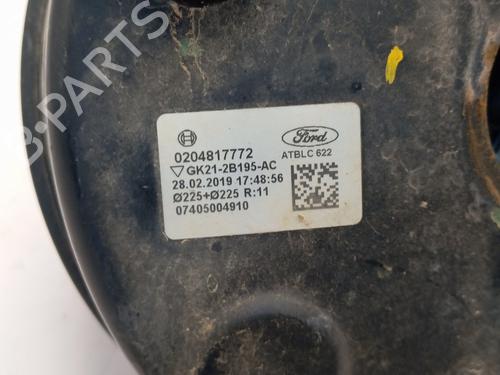 B-Parts
0204817772
Ford
ATBLC 622
▽GK21-2B195-AC
28.02.2019 17:48:56
Ø225+Ø225 R:11
07405004910